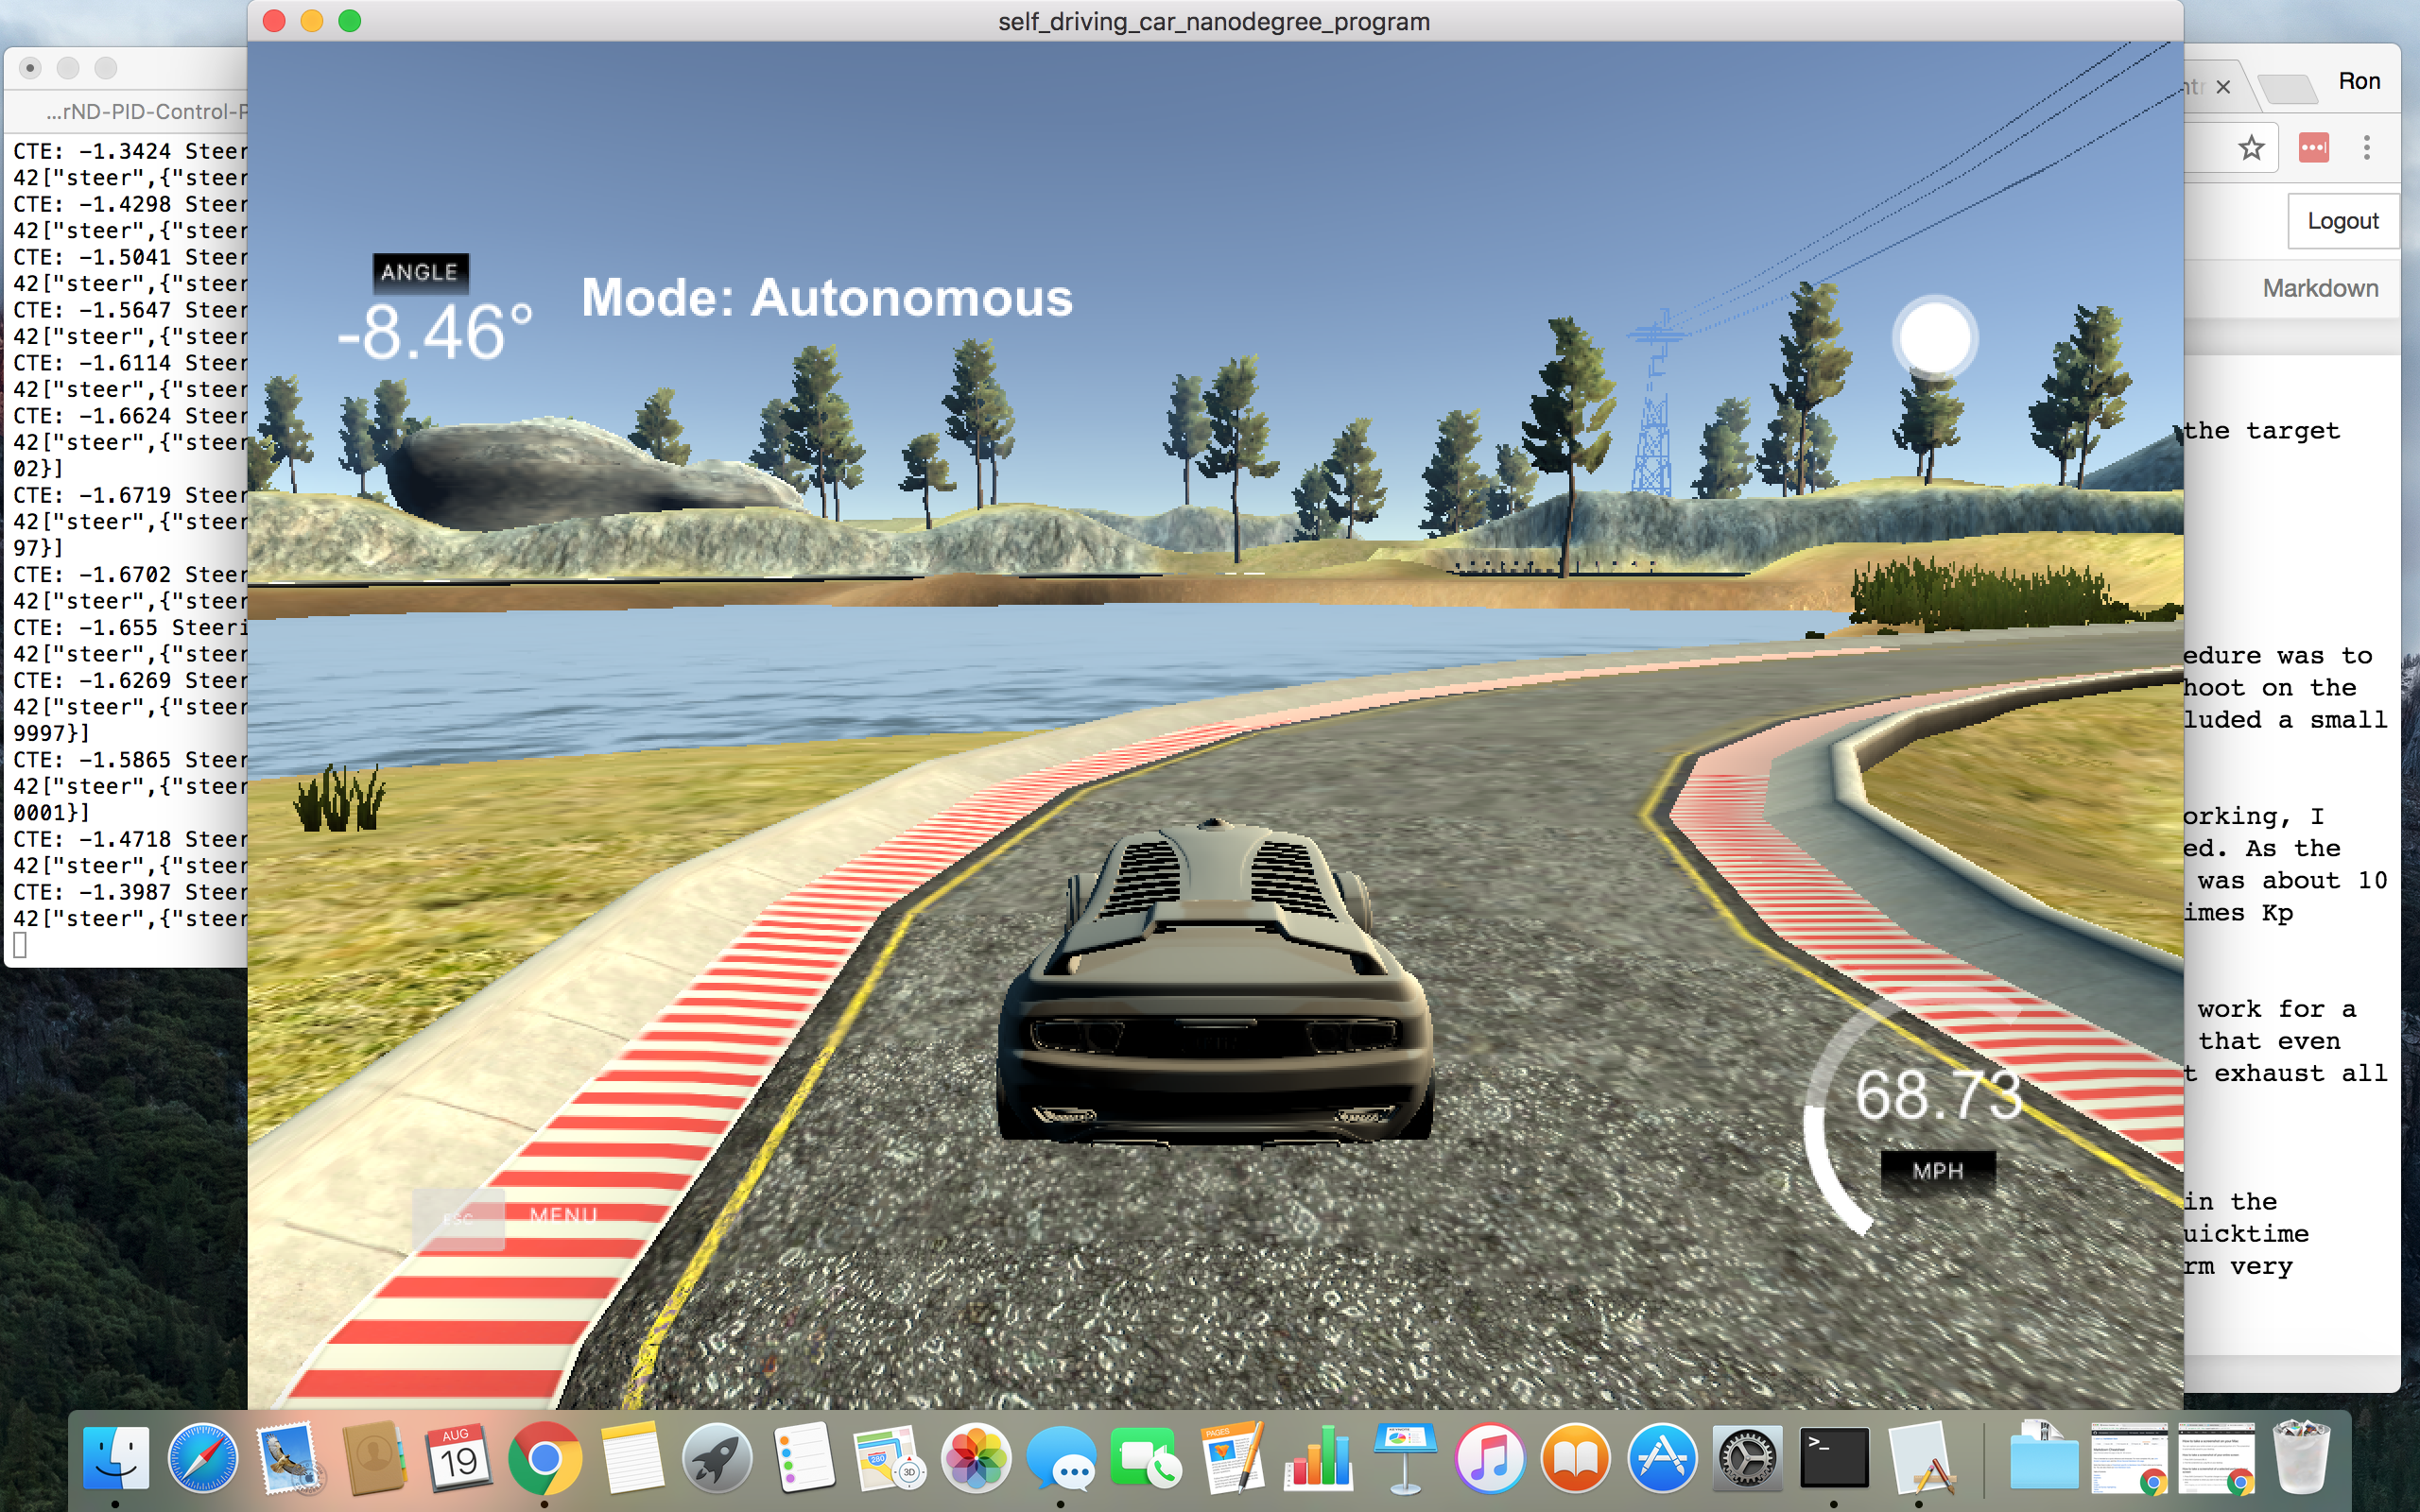 self_driving_car_nanodegree_program
...rND-PID-Control-P
CTE: -1.3424 Steer
42["steer",{"steer
CTE: -1.4298 Steer
42["steer",{"steer
CTE: -1.5041 Steer
42["steer",{"steer
CTE: -1.5647 Steer
42["steer",{"steer
CTE: -1.6114 Steer
42["steer",{"steer
CTE: -1.6624 Steer
42["steer",{"steer
02}]
CTE: -1.6719 Steer
42["steer",{"steer
97}]
CTE: -1.6702 Steer
42["steer",{"steer
CTE: -1.655 Steeri
42["steer",{"steer
CTE: -1.6269 Steer
42["steer",{"steer
9997}]
CTE: -1.5865 Steer
42["steer",{"steer
0001}]
CTE: -1.4718 Steer
42["steer",{"steer
CTE: -1.3987 Steer
42["steer",{"steer
ANGLE
-8.46°
Mode: Autonomous
68.73
MPH
ESC
MENU
ntr
Ron
Logout
Markdown
the target
edure was to
hoot on the
luded a small
orking, I
ed. As the
was about 10
imes Kp
work for a
that even
t exhaust all
in the
uicktime
rm very
AUG
19
280
3D
PAGES
>_